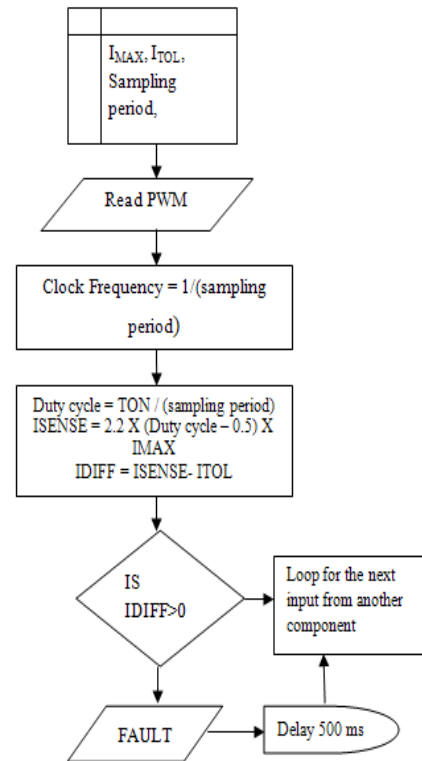 I_MAX, I_TOL,
Sampling
period,
Read PWM
Clock Frequency = 1/(sampling
period)
Duty cycle = TON / (sampling period)
ISENSE = 2.2 X (Duty cycle – 0.5) X
IMAX
IDIFF = ISENSE- ITOL
IS
IDIFF>0
Loop for the next
input from another
component
FAULT
Delay 500 ms